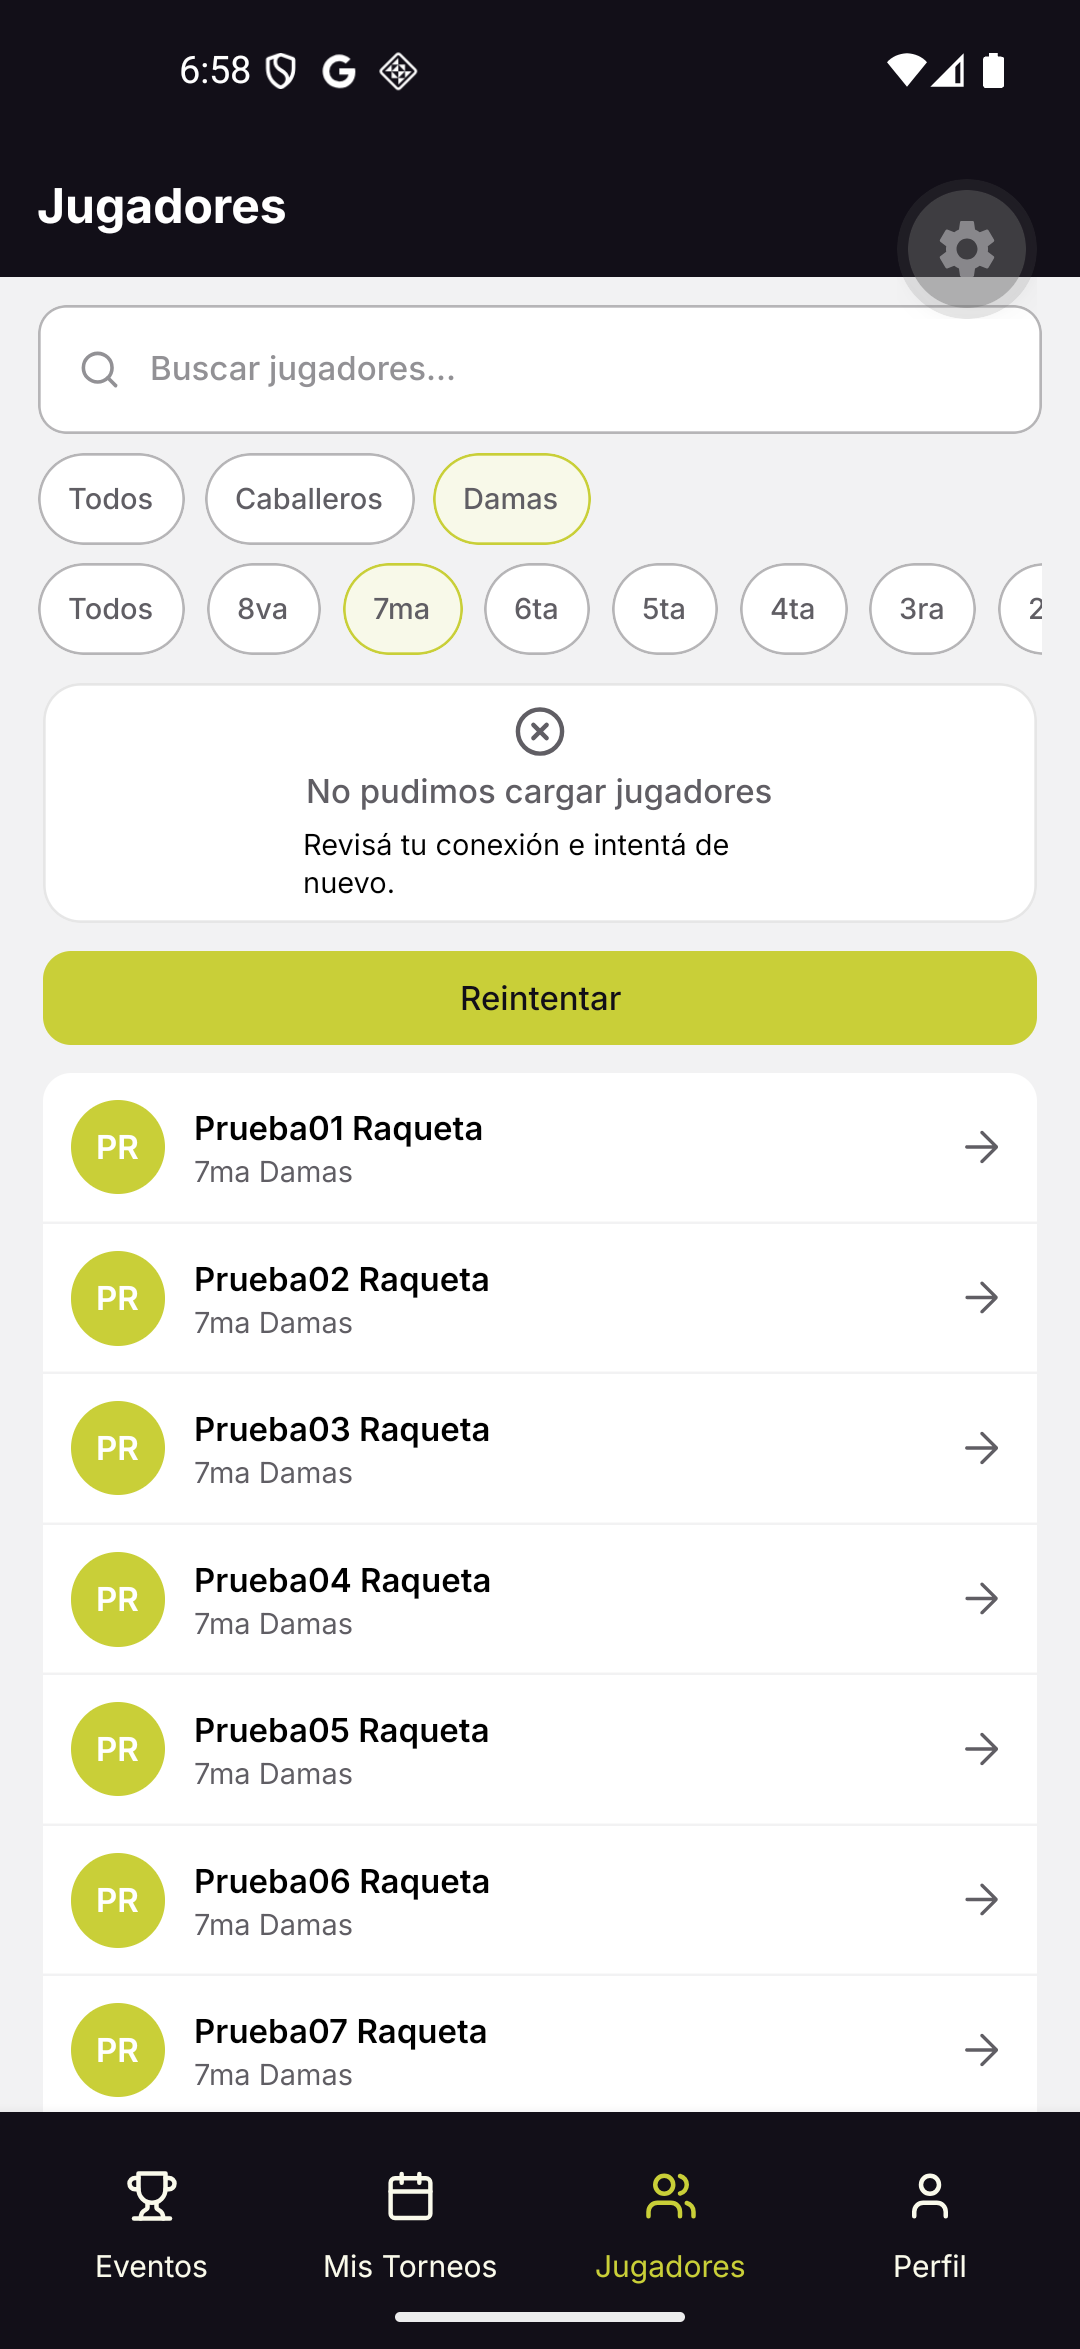 6:58
Jugadores
Buscar jugadores...
Todos Caballeros Damas
Todos 8va 7ma 6ta 5ta 4ta 3ra 2
No pudimos cargar jugadores
Revisá tu conexión e intentá de
nuevo.
Reintentar
PR Prueba01 Raqueta
7ma Damas
PR Prueba02 Raqueta
7ma Damas
PR Prueba03 Raqueta
7ma Damas
PR Prueba04 Raqueta
7ma Damas
PR Prueba05 Raqueta
7ma Damas
PR Prueba06 Raqueta
7ma Damas
PR Prueba07 Raqueta
7ma Damas
Eventos Mis Torneos Jugadores Perfil